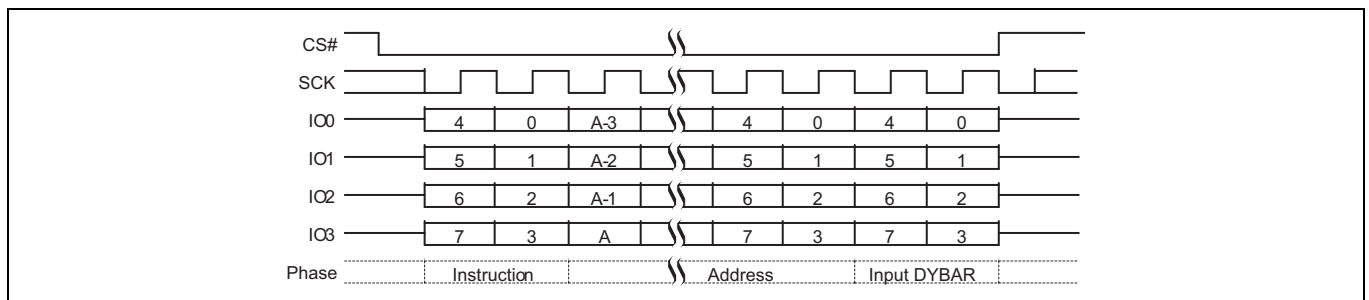 CS#
SCK
IO0 4 0 A-3 4 0 4 0
IO1 5 1 A-2 5 1 5 1
IO2 6 2 A-1 6 2 6 2
IO3 7 3 A 7 3 7 3
Phase Instruction Address Input DYBAR